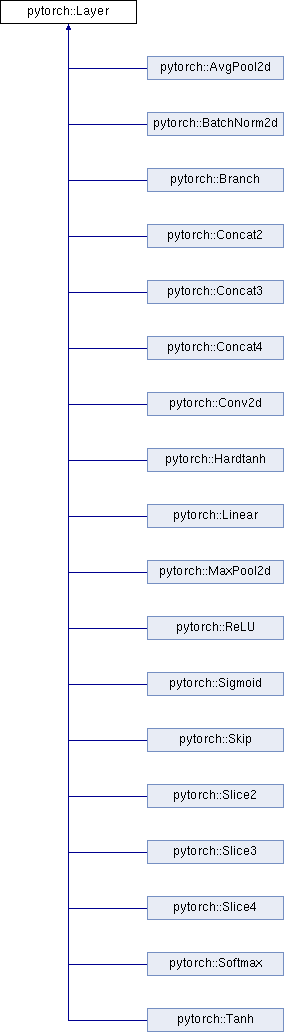 pytorch::Layer
pytorch::AvgPool2d
pytorch::BatchNorm2d
pytorch::Branch
pytorch::Concat2
pytorch::Concat3
pytorch::Concat4
pytorch::Conv2d
pytorch::Hardtanh
pytorch::Linear
pytorch::MaxPool2d
pytorch::ReLU
pytorch::Sigmoid
pytorch::Skip
pytorch::Slice2
pytorch::Slice3
pytorch::Slice4
pytorch::Softmax
pytorch::Tanh